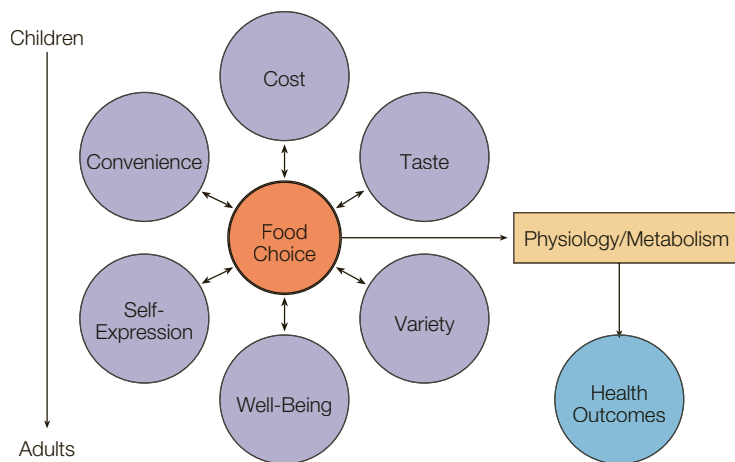 Children
Cost
Convenience
Taste
Food
Choice
Physiology/Metabolism
Self-
Expression
Variety
Well-Being
Health
Outcomes
Adults